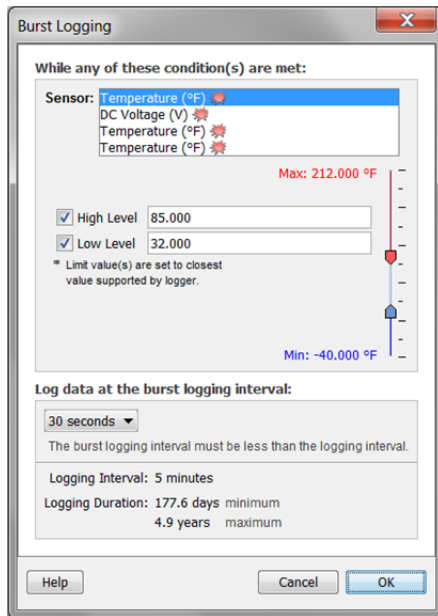 Burst Logging
While any of these condition(s) are met:
Sensor: Temperature (°F)
DC Voltage (V)
Temperature (°F)
Temperature (°F)
Max: 212.000 °F
High Level 85.000
Low Level 32.000
* Limit value(s) are set to closest
value supported by logger.
Min: -40.000 °F
Log data at the burst logging interval:
30 seconds
The burst logging interval must be less than the logging interval.
Logging Interval: 5 minutes
Logging Duration: 177.6 days minimum
4.9 years maximum
Help Cancel OK